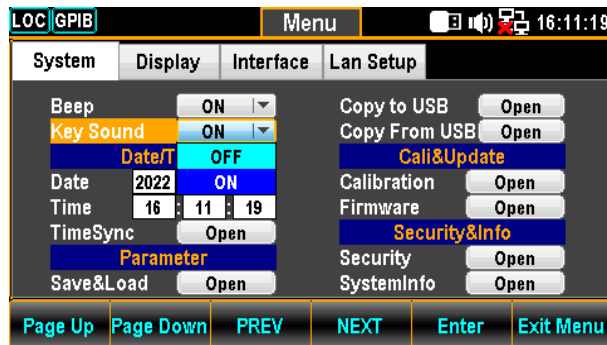 LOC GPIB Menu 16:11:19
System Display Interface Lan Setup
Beep ON
Key Sound ON
OFF
ON
Date/T
Date 2022
Time 16 : 11 : 19
TimeSync Open
Parameter
Save&Load Open
Copy to USB Open
Copy From USB Open
Cali&Update
Calibration Open
Firmware Open
Security&Info
Security Open
SystemInfo Open
Page Up Page Down PREV NEXT Enter Exit Menu